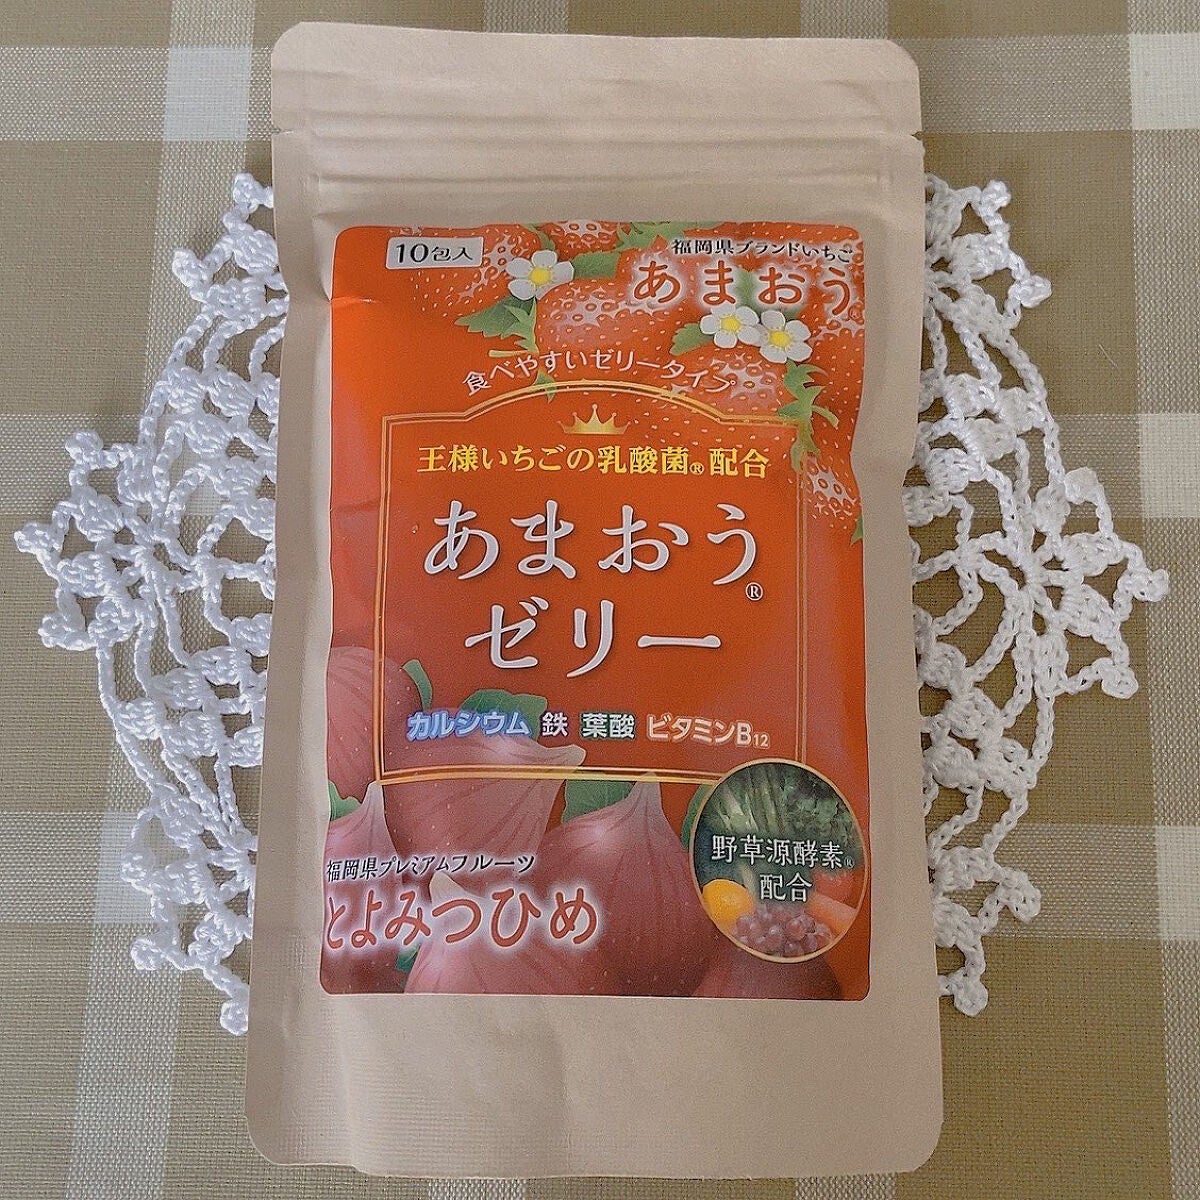 10包入
福岡県ブランドいちご
あまおう®
食べやすいゼリータイプ
王様いちごの乳酸菌®配合
あまおう®
ゼリー
カルシウム 鉄 葉酸 ビタミンB12
野草源酵素®
配合
福岡県プレミアムフルーツ
とよみつひめ